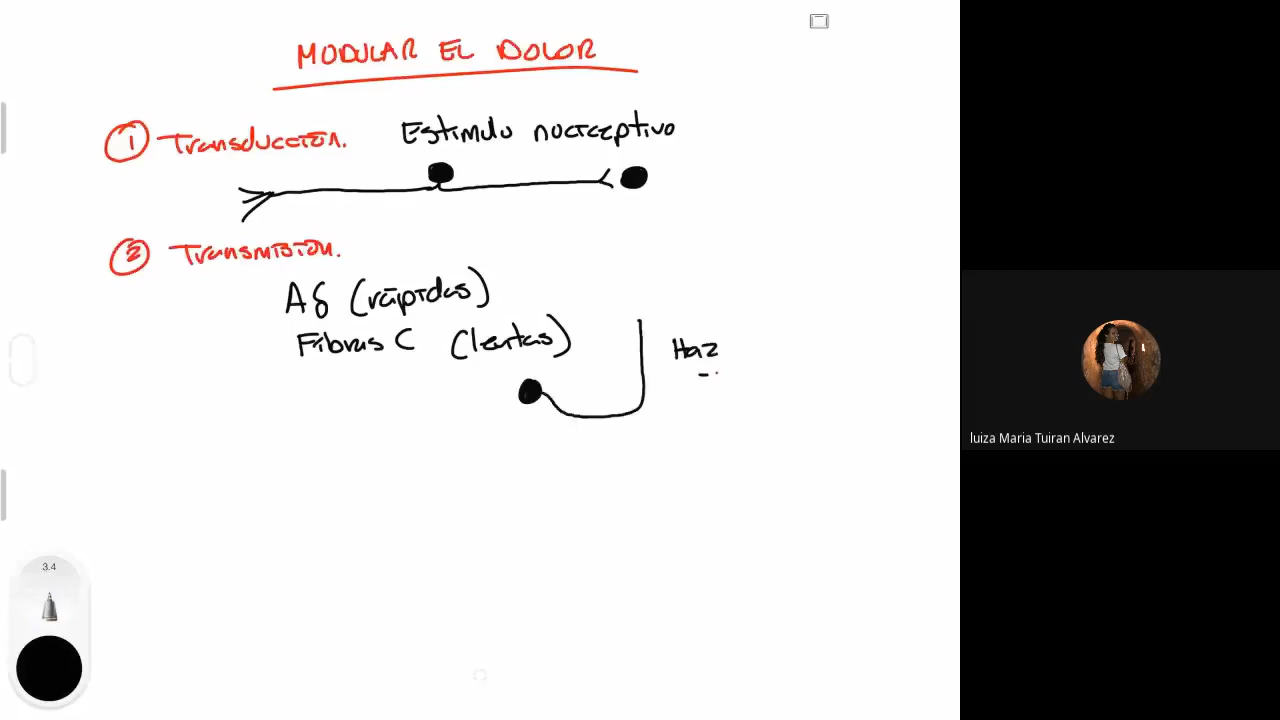 MODULAR EL DOLOR
① Transducción. Estimulo nociceptivo
② Transmisión.
Aδ (rápidas)
Fibras C (lentas)
Haz
luiza Maria Tuiran Alvarez
3.4